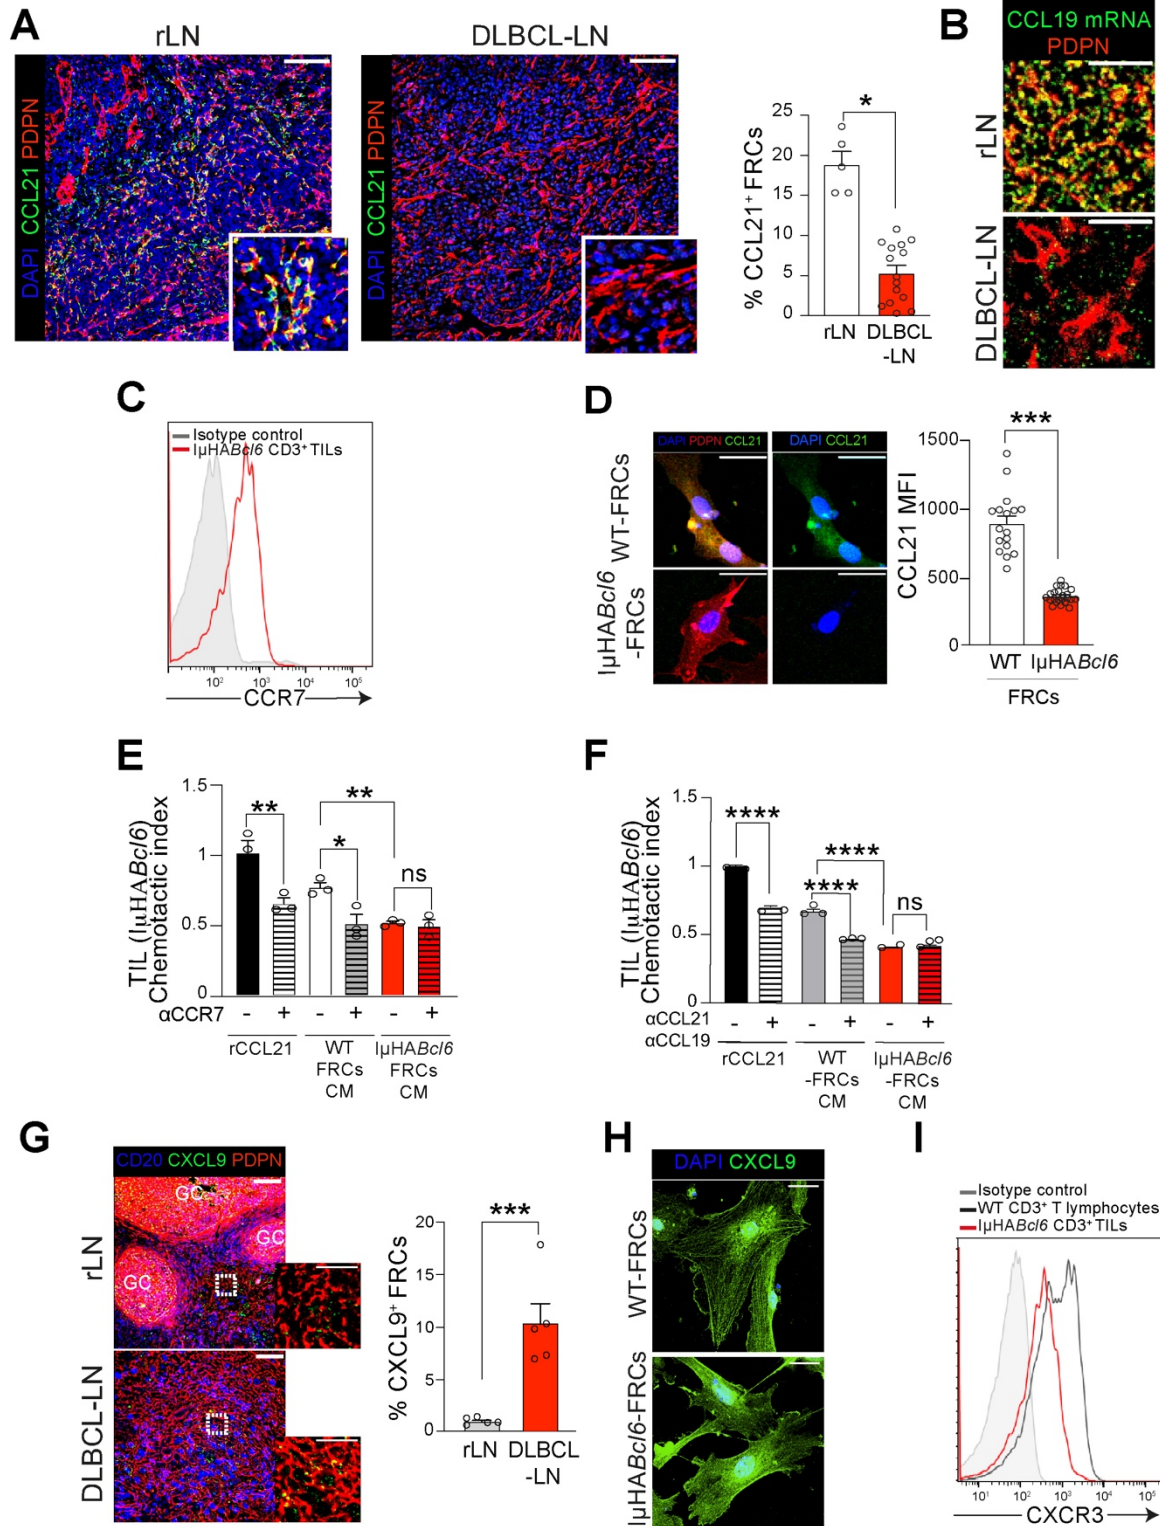 A
rLN
DLBCL-LN
DAPI CCL21 PDPN
DAPI CCL21 PDPN
% CCL21⁺ FRCs
25
20
15
10
5
0
*
rLN
DLBCL
-LN
B
CCL19 mRNA
PDPN
rLN
DLBCL-LN
C
Isotype control
IµHABcl6 CD3⁺ TILs
10² 10³ 10⁴ 10⁵
CCR7
D
DAPI PDPN CCL21
DAPI CCL21
WT-FRCs
IµHABcl6
-FRCs
CCL21 MFI
1500
1000
500
0
***
WT IµHABcl6
FRCs
E
TIL (IµHABcl6)
Chemotactic index
1.5
1
0.5
0
**
**
*
ns
αCCR7 - + - + - +
rCCL21
WT
FRCs
CM
IµHABcl6
FRCs
CM
F
TIL (IµHABcl6)
Chemotactic index
1.5
1
0.5
0
****
****
****
ns
αCCL21 - + - + - +
αCCL19
rCCL21
WT
-FRCs
CM
IµHABcl6
-FRCs
CM
G
CD20 CXCL9 PDPN
GC
GC
GC
rLN
DLBCL-LN
% CXCL9⁺ FRCs
20
15
10
5
0
***
rLN
DLBCL
-LN
H
DAPI CXCL9
WT-FRCs
IµHABcl6-FRCs
I
Isotype control
WT CD3⁺ T lymphocytes
IµHABcl6 CD3⁺ TILs
10¹ 10² 10³ 10⁴ 10⁵
CXCR3